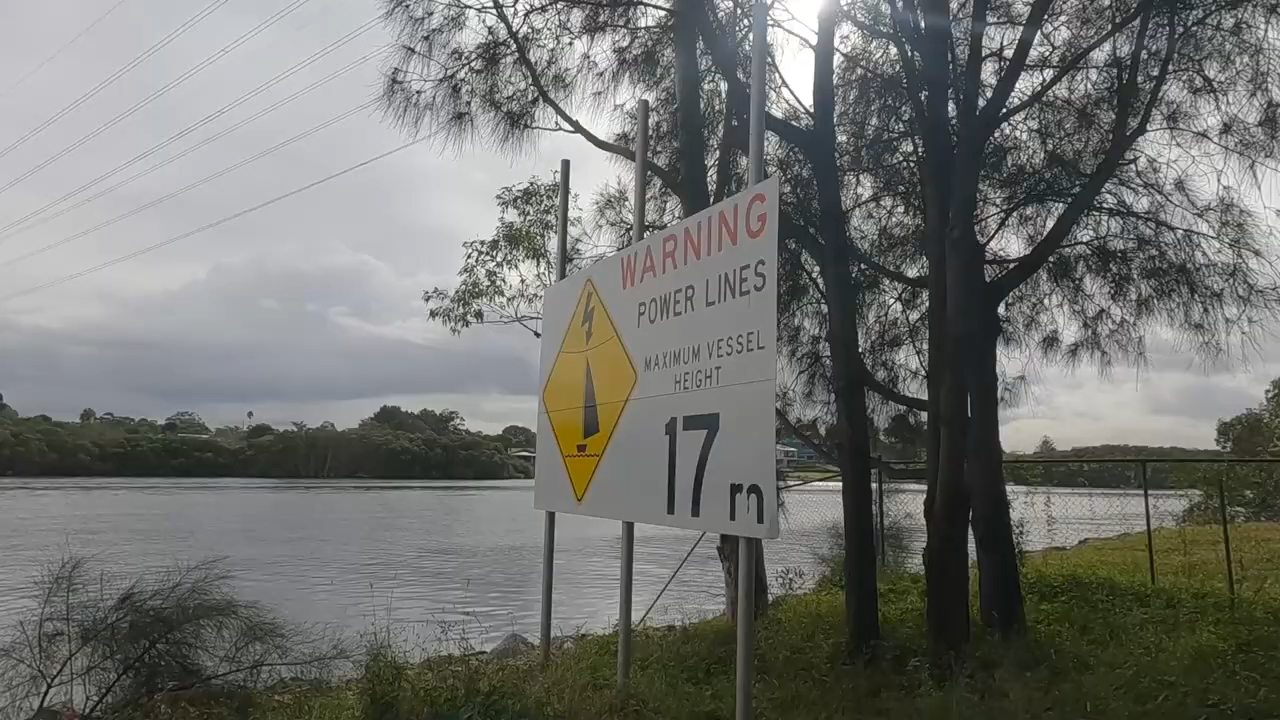 WARNING
POWER LINES
MAXIMUM VESSEL
HEIGHT
17 m